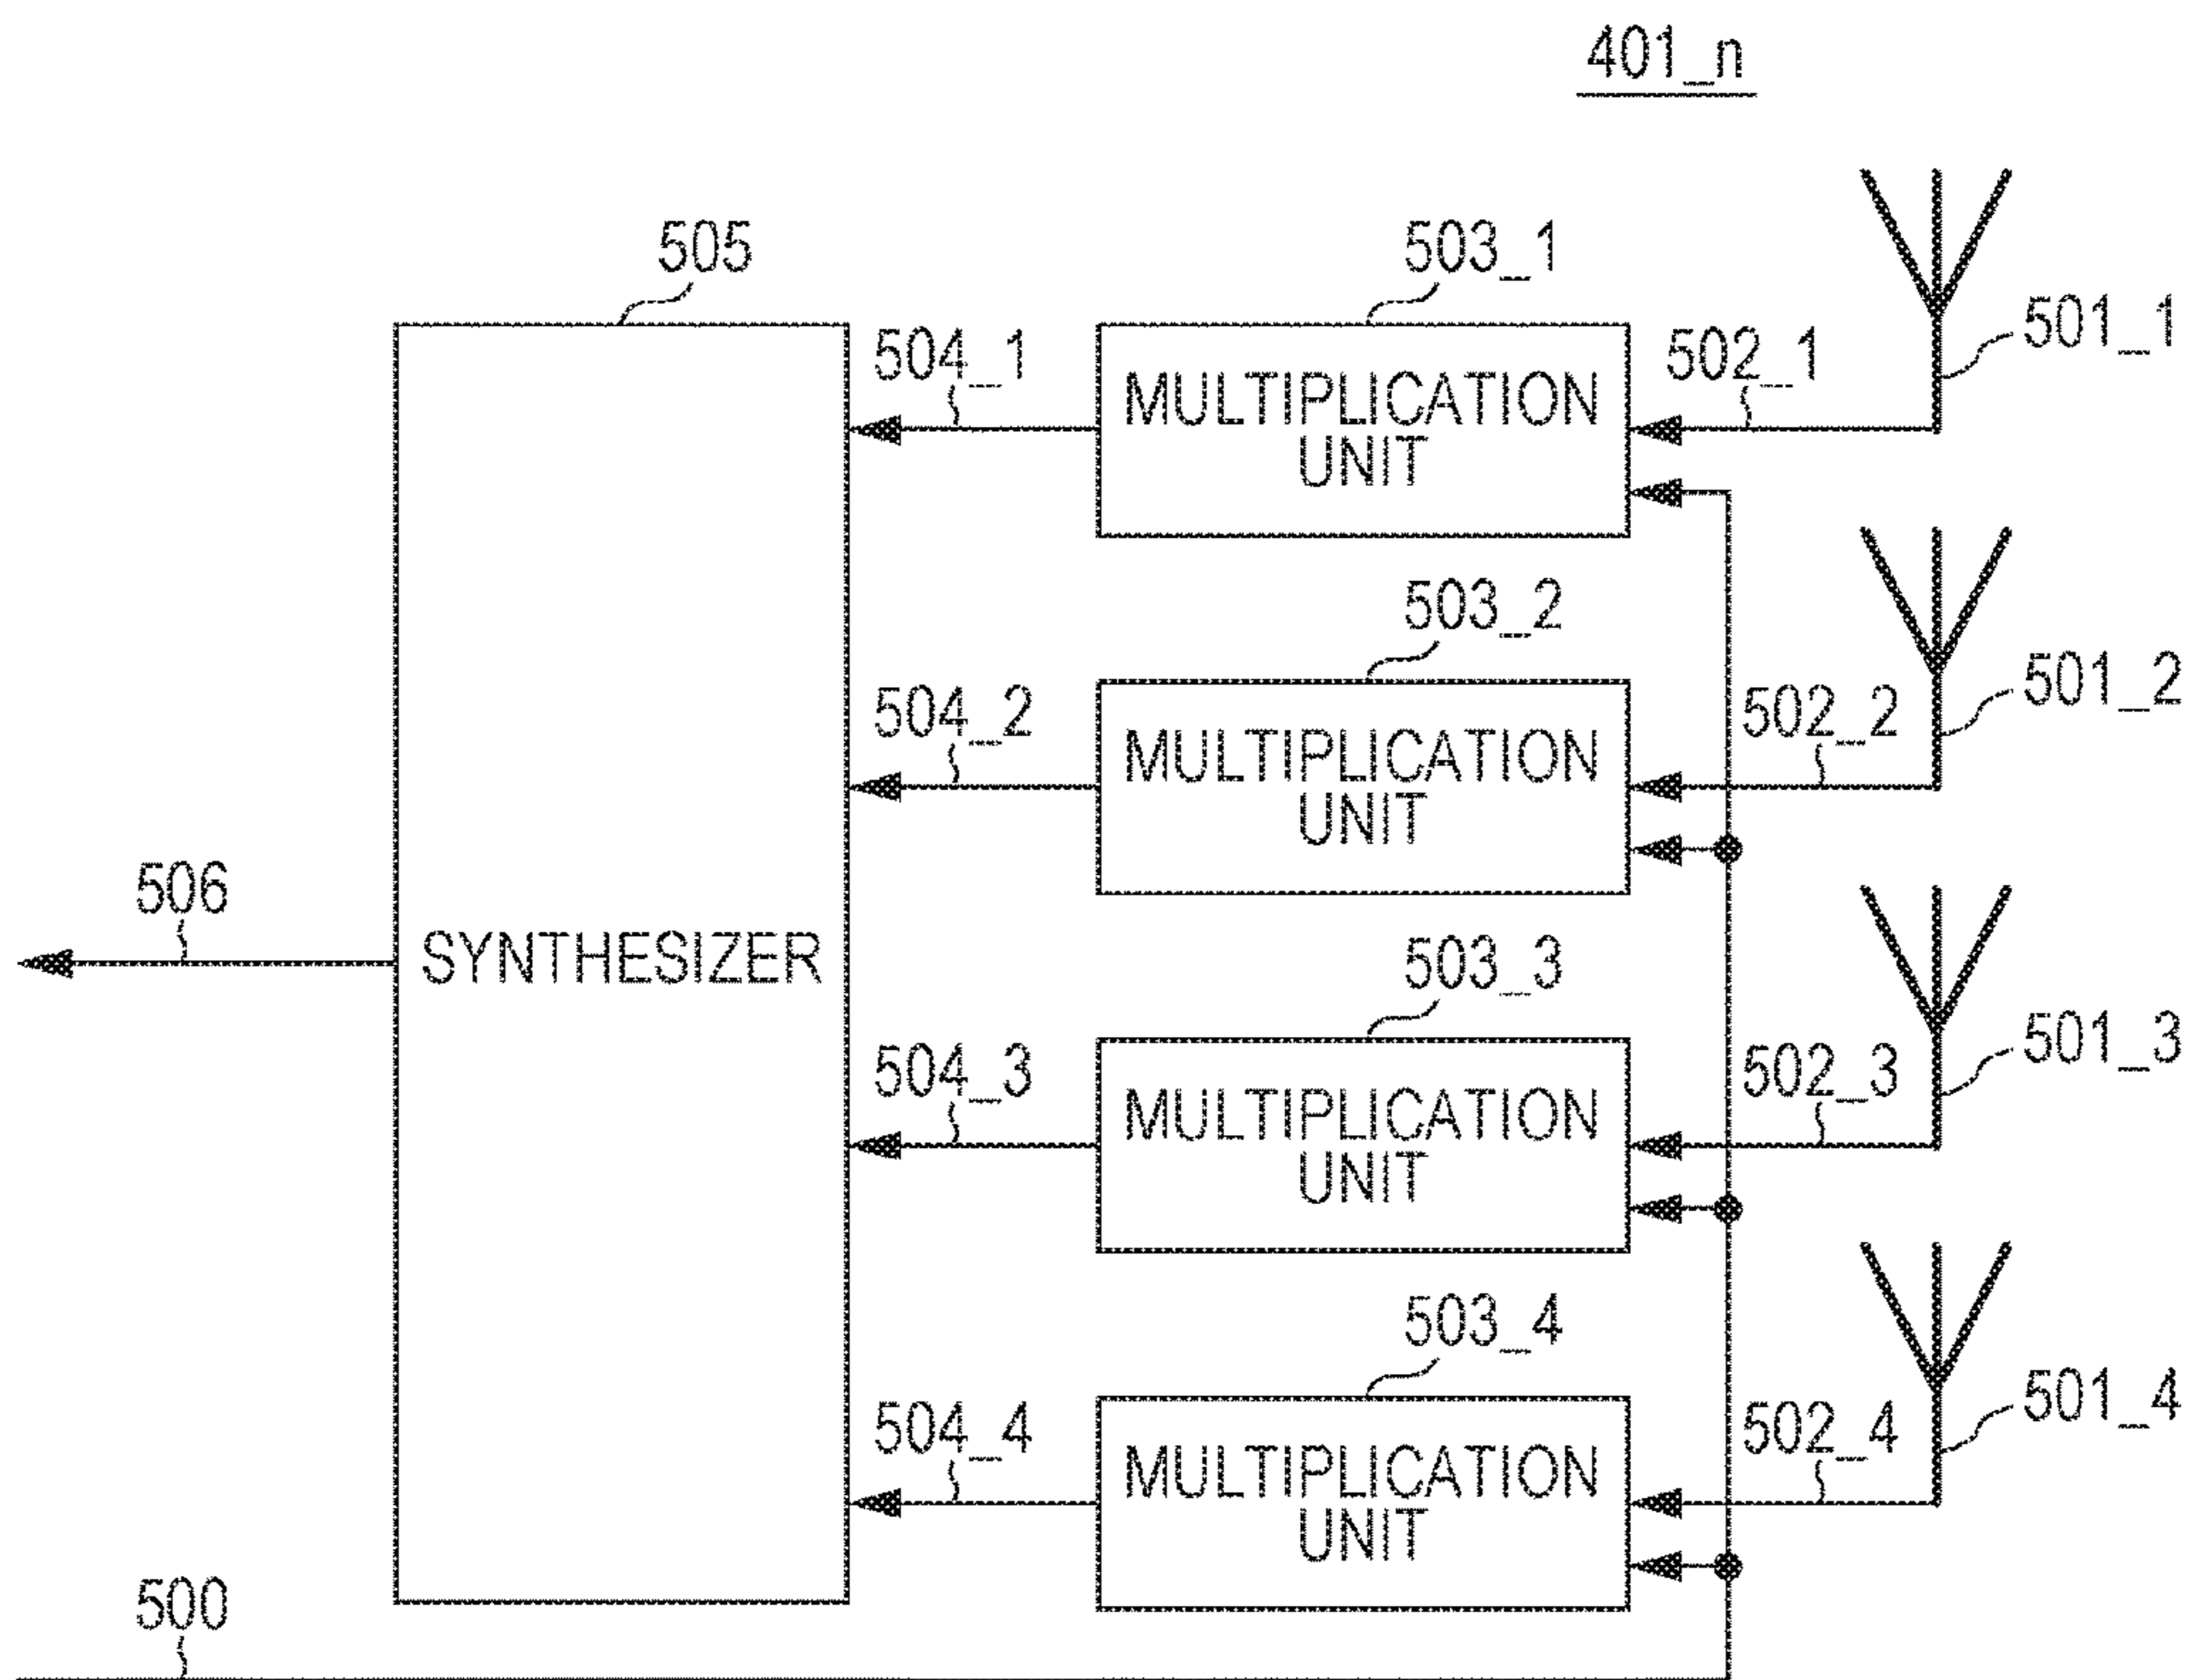 401_n
505
503_1
504_1
502_1
501_1
MULTIPLICATION
UNIT
503_2
504_2
502_2
501_2
MULTIPLICATION
UNIT
506
SYNTHESIZER
503_3
504_3
502_3
501_3
MULTIPLICATION
UNIT
503_4
504_4
502_4
501_4
MULTIPLICATION
UNIT
500